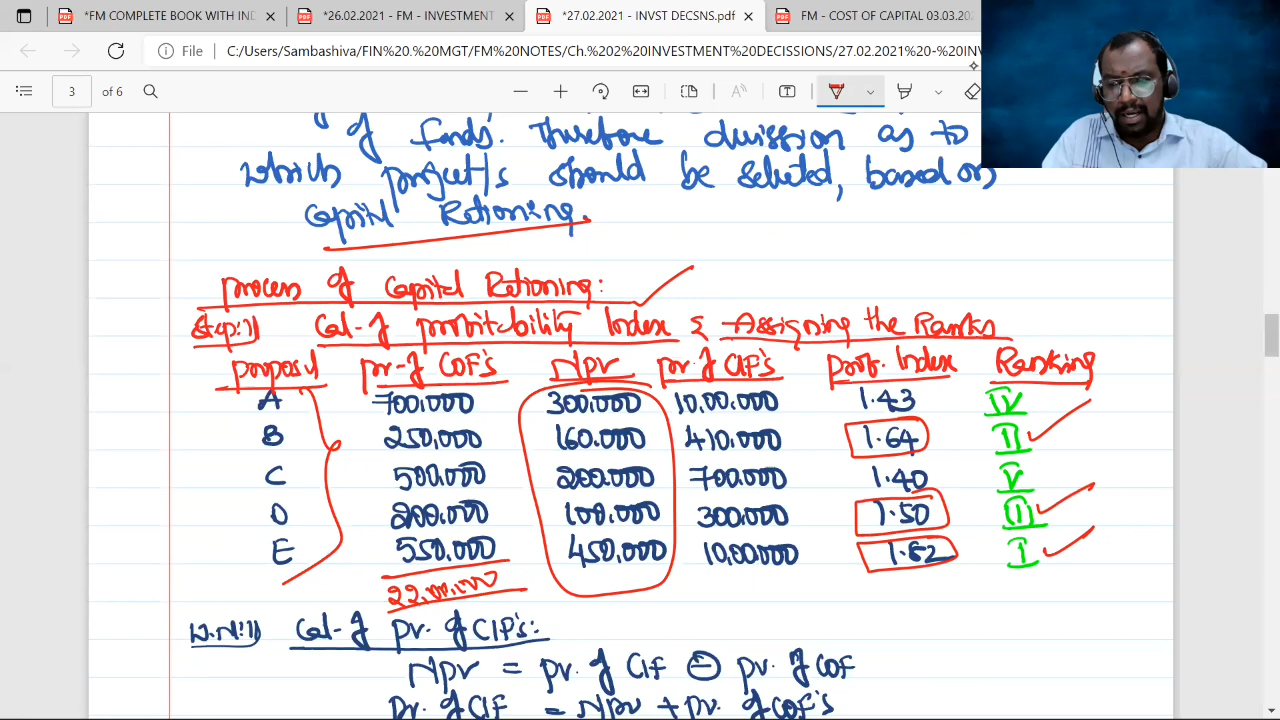 *FM COMPLETE BOOK WITH IND
*26.02.2021 - FM - INVESTMENT
*27.02.2021 - INVST DECSNS.pdf
FM - COST OF CAPITAL 03.03.202
File
C:/Users/Sambashiva/FIN%20.%20MGT/FM%20NOTES/Ch.%202%20INVESTMENT%20DECISSIONS/27.02.2021%20-%20IN
3 of 6
of funds. Therefore decission as to
which project/s should be selected, based on
Capital Rationing.
process of Capital Rationing:
Step:1) Cal-of profitability Index & Assigning the Ranks
proposal pr-of COF's NPV pr.of CIF's Prof. Index Ranking
A 700.000 300.000 10,00.000 1.43 IV
B 250.000 160.000 410.000 1.64 II
C 500.000 200.000 700.000 1.40 V
D 200.000 100.000 300.000 1.50 III
E 550.000 450.000 10,00.000 1.82 I
22,00.000
W.N:1) Cal-of pv. of CIF's:-
NPV = pv. of CIF ⊖ pv. of COF
pv. of CIF = NPV + pv. of COF's